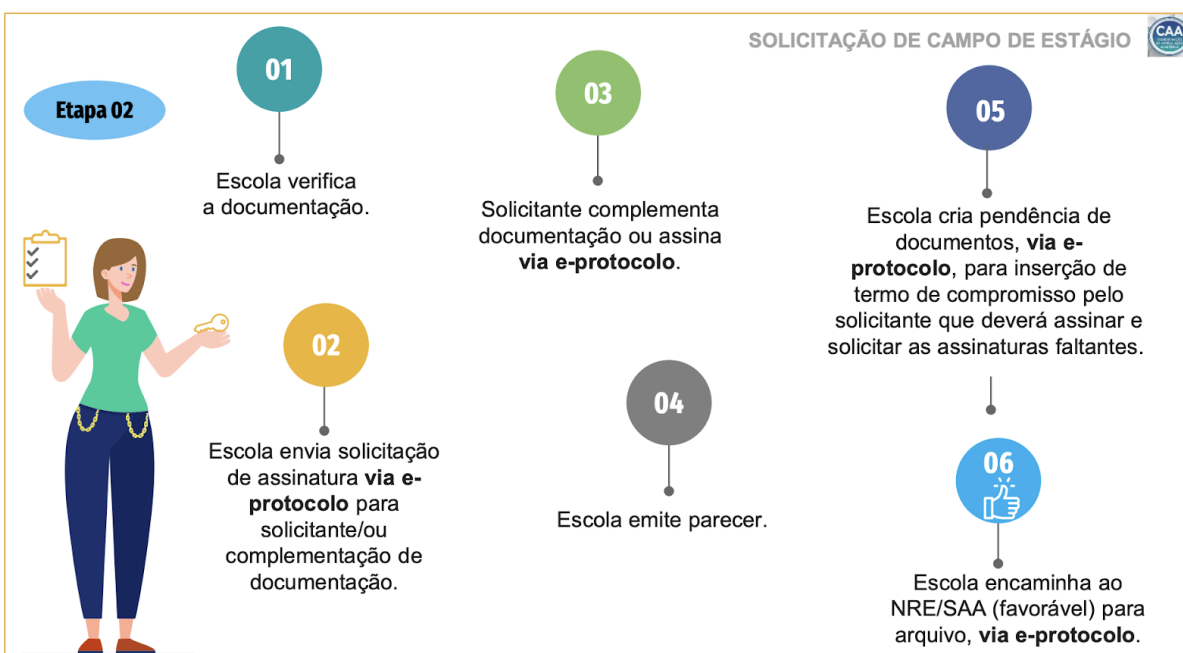 SOLICITAÇÃO DE CAMPO DE ESTÁGIO
CAA
Etapa 02
01
Escola verifica
a documentação.
02
Escola envia solicitação
de assinatura via e-
protocolo para
solicitante/ou
complementação de
documentação.
03
Solicitante complementa
documentação ou assina
via e-protocolo.
04
Escola emite parecer.
05
Escola cria pendência de
documentos, via e-
protocolo, para inserção de
termo de compromisso pelo
solicitante que deverá assinar e
solicitar as assinaturas faltantes.
06
Escola encaminha ao
NRE/SAA (favorável) para
arquivo, via e-protocolo.